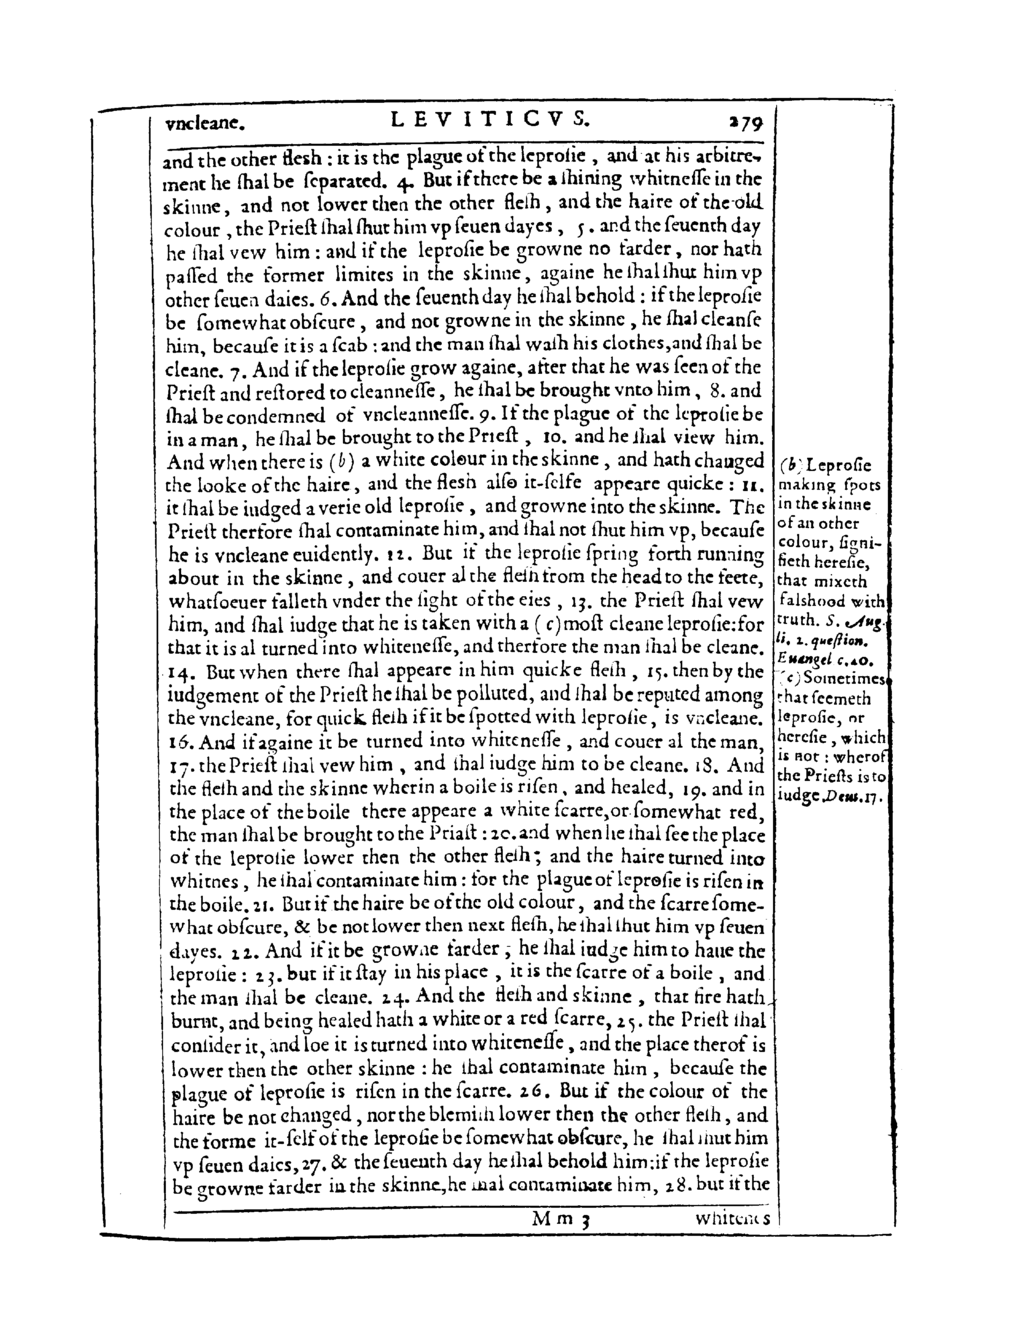 vncleane. LEVITICVS. 279
and the other flesh : it is the plague of the leprosie , and at his arbitre-
ment he ſhal be ſeparated. 4. But if there be a ſhining whitneſſe in the
skinne, and not lower then the other fleſh , and the haire of the old
colour , the Prieſt ſhal ſhut him vp ſeuen dayes , 5. and the ſeuenth day
he ſhal vew him : and if the leproſie be growne no farder , nor hath
paſſed the former limites in the skinne, againe he ſhal ſhut him vp
other ſeuen daies. 6. And the ſeuenth day he ſhal behold : if the leproſie
be ſomewhat obſcure , and not growne in the skinne , he ſhal cleanſe
him, becauſe it is a ſcab : and the man ſhal waſh his clothes,and ſhal be
cleane. 7. And if the leproſie grow againe, after that he was ſeen of the
Prieſt and reſtored to cleanneſſe , he ſhal be brought vnto him , 8. and
ſhal be condemned of vncleanneſſe. 9. If the plague of the leproſie be
in a man , he ſhal be brought to the Prieſt , 10. and he ſhal view him.
And when there is (b) a white colour in the skinne , and hath changed
the looke of the haire , and the flesh alſo it-ſelfe appeare quicke : 11.
it ſhal be iudged a verie old leproſie , and growne into the skinne. The
Prieſt therfore ſhal contaminate him, and ſhal not ſhut him vp, becauſe
he is vncleane euidently. 12. But if the leproſie ſpring forth running
about in the skinne , and couer al the fleſh from the head to the feete,
whatſoeuer falleth vnder the ſight of the eies , 13. the Prieſt ſhal vew
him, and ſhal iudge that he is taken with a (c)moſt cleane leproſie:for
that it is al turned into whiteneſſe, and therfore the man ſhal be cleane.
14. But when there ſhal appeare in him quicke fleſh , 15. then by the
iudgement of the Prieſt he ſhal be polluted, and ſhal be reputed among
the vncleane, for quick fleſh if it be ſpotted with leproſie, is vncleane.
16. And if againe it be turned into whiteneſſe , and couer al the man,
17. the Prieſt ſhal vew him , and ſhal iudge him to be cleane. 18. And
the fleſh and the skinne wherin a boile is riſen , and healed, 19. and in
the place of the boile there appeare a white ſcarre,or ſomewhat red,
the man ſhal be brought to the Priaſt : 20.and when he ſhal ſee the place
of the leproſie lower then the other fleſh ; and the haire turned into
whitnes , he ſhal contaminate him : for the plague of leproſie is riſen in
the boile. 21. But if the haire be of the old colour , and the ſcarre ſome-
what obſcure, & be not lower then next fleſh, he ſhal ſhut him vp ſeuen
dayes. 22. And if it be growne farder ; he ſhal iudge him to haue the
leproſie : 23. but if it ſtay in his place , it is the ſcarre of a boile , and
the man ſhal be cleane. 24. And the fleſh and skinne , that fire hath
burnt, and being healed hath a white or a red ſcarre, 25. the Prieſt ſhal
conſider it, and loe it is turned into whiteneſſe , and the place therof is
lower then the other skinne : he ſhal contaminate him , becauſe the
plague of leproſie is riſen in the ſcarre. 26. But if the colour of the
haire be not changed , nor the blemiſh lower then the other fleſh , and
the forme it-ſelf of the leproſie be ſomewhat obſcure, he ſhal ſhut him
vp ſeuen daies, 27. & the ſeuenth day he ſhal behold him:if the leproſie
be growne farder in the skinne,he ſhal contaminate him, 28. but if the
Mm 3 whitenes
(b) Leproſie
making ſpots
in the skinne
of an other
colour, ſigni-
fieth hereſie,
that mixeth
falshood with
truth. S. Aug.
li. 2. queſtion.
Euangel c.40.
(c) Sometimes
that ſeemeth
leproſie, or
hereſie , which
is not : wherof
the Prieſts is to
iudge.Deut.17.